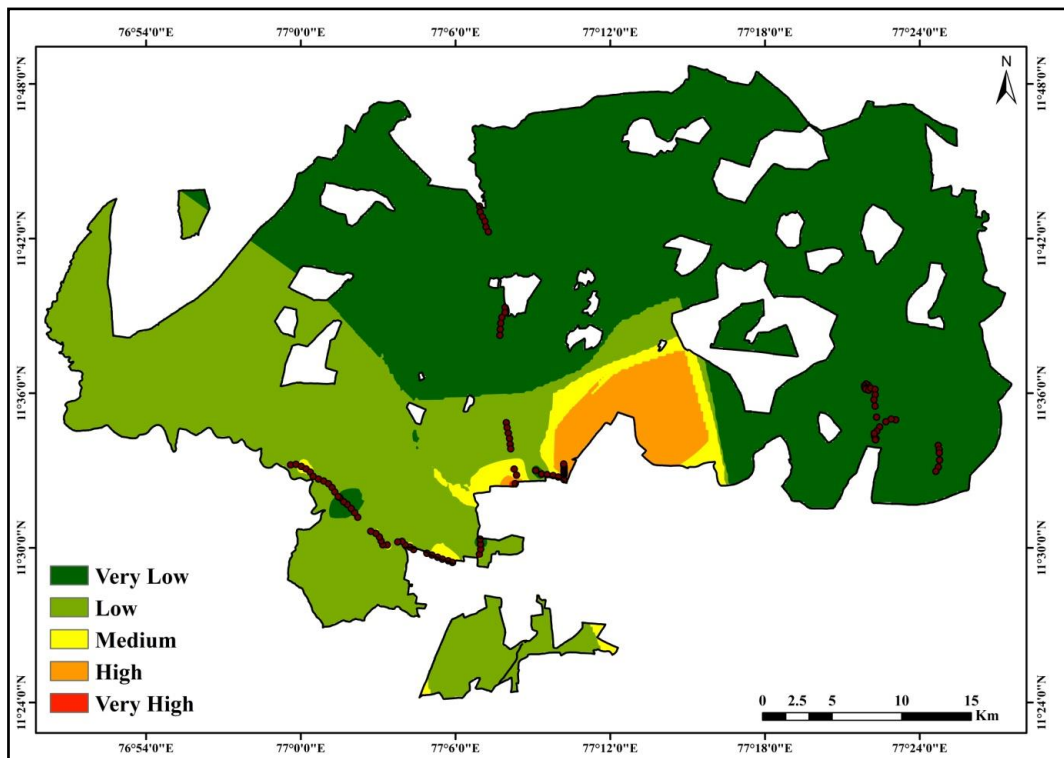 76°54'0"E 77°0'0"E 77°6'0"E 77°12'0"E 77°18'0"E 77°24'0"E
N
11°48'0"N 11°48'0"N
11°42'0"N 11°42'0"N
11°36'0"N 11°36'0"N
11°30'0"N 11°30'0"N
11°24'0"N 11°24'0"N
Very Low
Low
Medium
High
Very High
0 2.5 5 10 15
Km
76°54'0"E 77°0'0"E 77°6'0"E 77°12'0"E 77°18'0"E 77°24'0"E